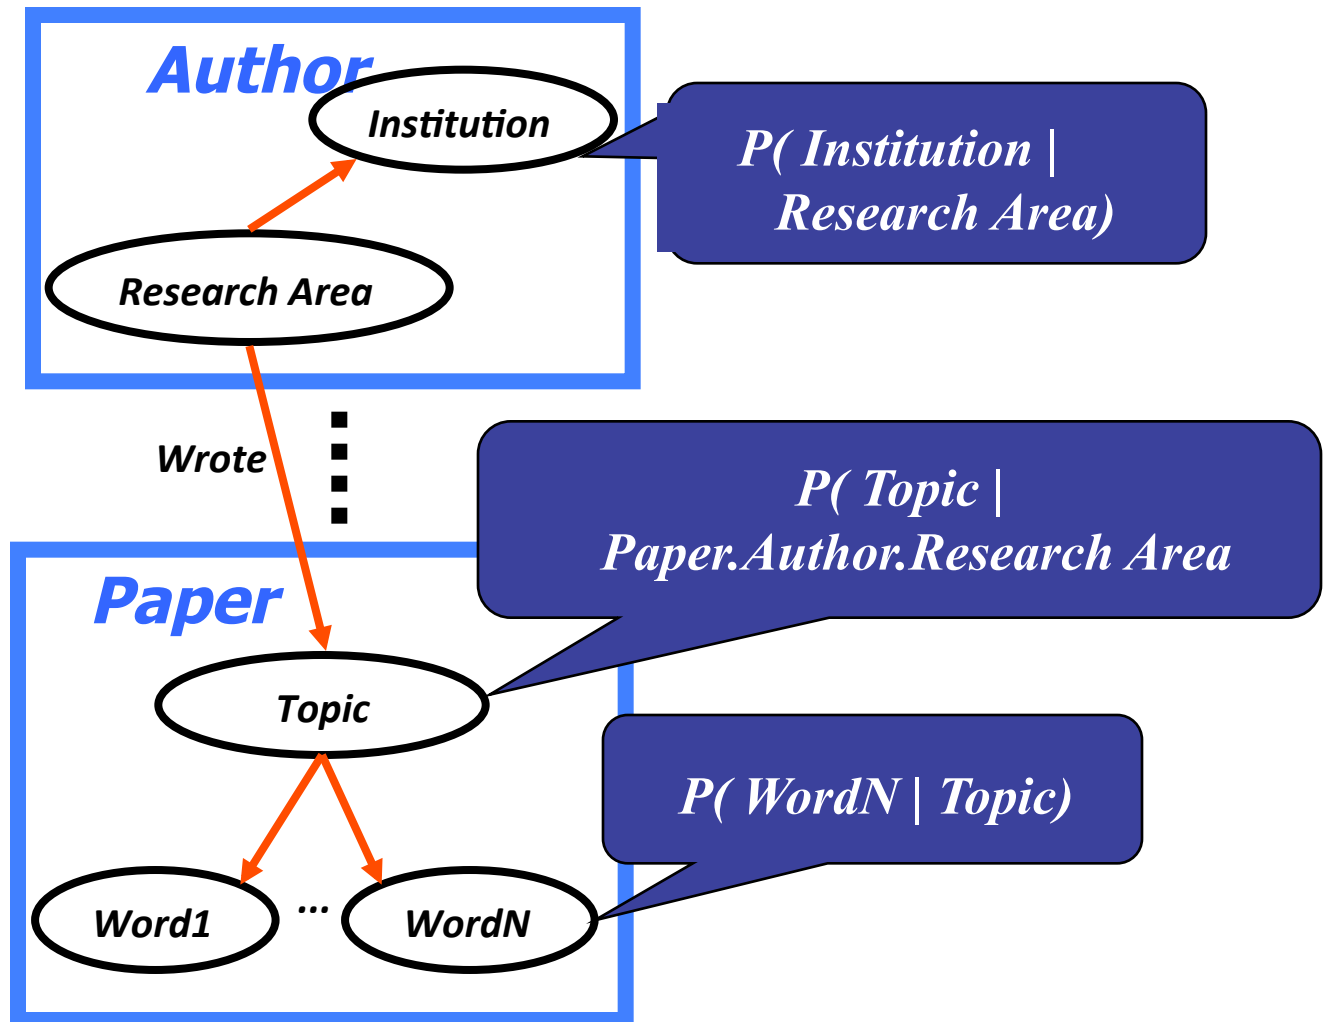 Author
Institution
P( Institution |
Research Area)
Research Area
Wrote
P( Topic |
Paper.Author.Research Area
Paper
Topic
P( WordN | Topic)
Word1
...
WordN